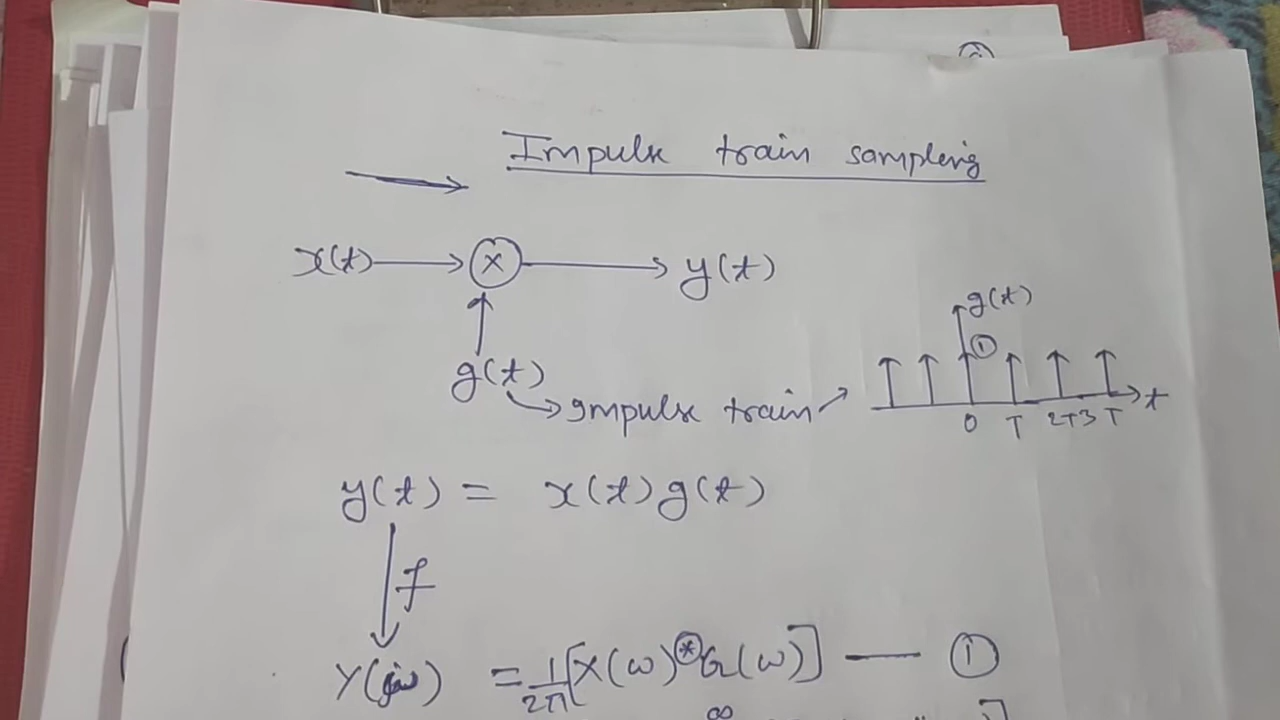 Impulse train sampling
x(t) → ⊗ → y(t)
g(t)
g(t)
①
Impulse train
t
0 T 2T 3T
y(t) = x(t)g(t)
f
Y(jω) = 1/2π [X(ω) ⊛ G(ω)] — ①
∞